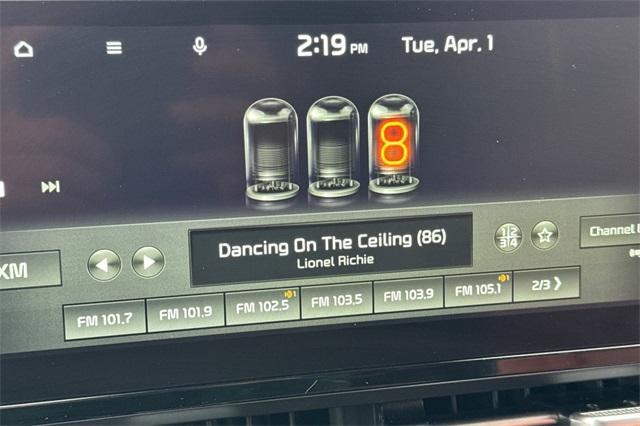 2:19 PM Tue, Apr. 1
8
Dancing On The Ceiling (86)
Lionel Richie
1 2
3 4
Channel
XM
FM 101.7 FM 101.9 FM 102.5 FM 103.5 FM 103.9 FM 105.1 2/3